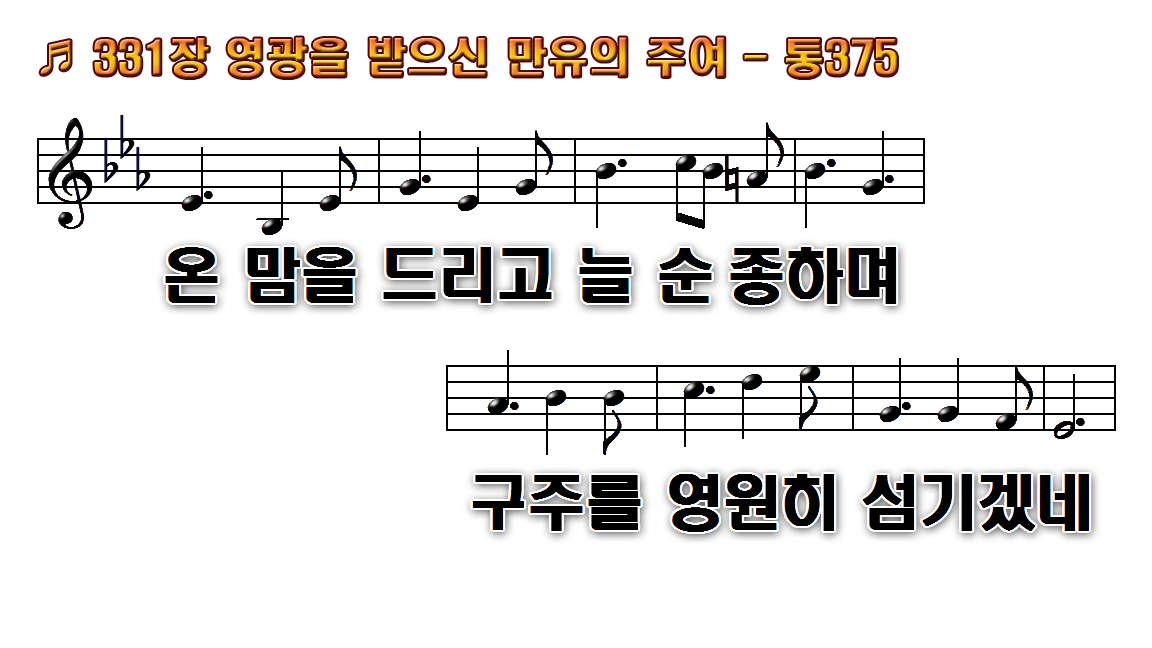 ♬ 331장 영광을 받으신 만유의 주여 - 통375
온 맘을 드리고 늘 순 종하며
구주를 영원히 섬기겠네